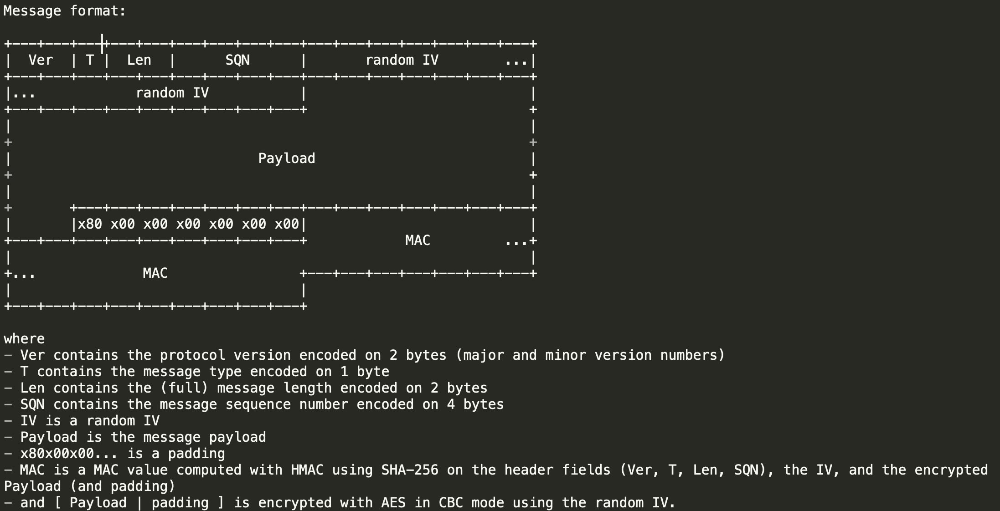 Message format:
+---+---+---+---+---+---+---+---+---+---+---+---+---+---+---+---+
|  Ver  | T |  Len  |      SQN      |       random IV        ...|
+---+---+---+---+---+---+---+---+---+---+---+---+---+---+---+---+
|...            random IV           |                           |
+---+---+---+---+---+---+---+---+---+                           +
|                                                               |
+                                                               +
|                              Payload                          |
+                                                               +
|                                                               |
+       +---+---+---+---+---+---+---+---+---+---+---+---+---+---+
|       |x80 x00 x00 x00 x00 x00 x00|                           |
+---+---+---+---+---+---+---+---+---+            MAC         ...+
|                                                               |
+...             MAC                +---+---+---+---+---+---+---+
|                                   |
+---+---+---+---+---+---+---+---+---+
where
- Ver contains the protocol version encoded on 2 bytes (major and minor version numbers)
- T contains the message type encoded on 1 byte
- Len contains the (full) message length encoded on 2 bytes
- SQN contains the message sequence number encoded on 4 bytes
- IV is a random IV
- Payload is the message payload
- x80x00x00... is a padding
- MAC is a MAC value computed with HMAC using SHA-256 on the header fields (Ver, T, Len, SQN), the IV, and the encrypted
Payload (and padding)
- and [ Payload | padding ] is encrypted with AES in CBC mode using the random IV.